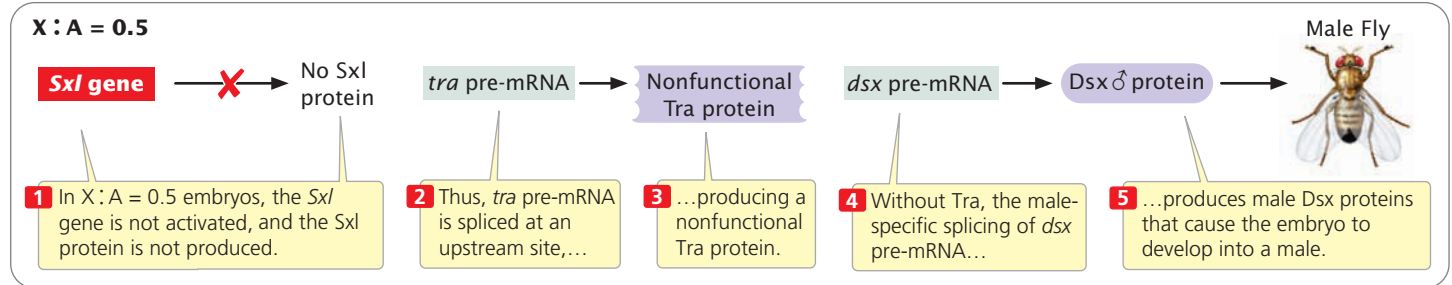 X : A = 0.5
Male Fly
Sxl gene
No Sxl
protein
tra pre-mRNA
Nonfunctional
Tra protein
dsx pre-mRNA
Dsx♂ protein
1 In X : A = 0.5 embryos, the Sxl
gene is not activated, and the Sxl
protein is not produced.
2 Thus, tra pre-mRNA
is spliced at an
upstream site,…
3 …producing a
nonfunctional
Tra protein.
4 Without Tra, the male-
specific splicing of dsx
pre-mRNA…
5 …produces male Dsx proteins
that cause the embryo to
develop into a male.